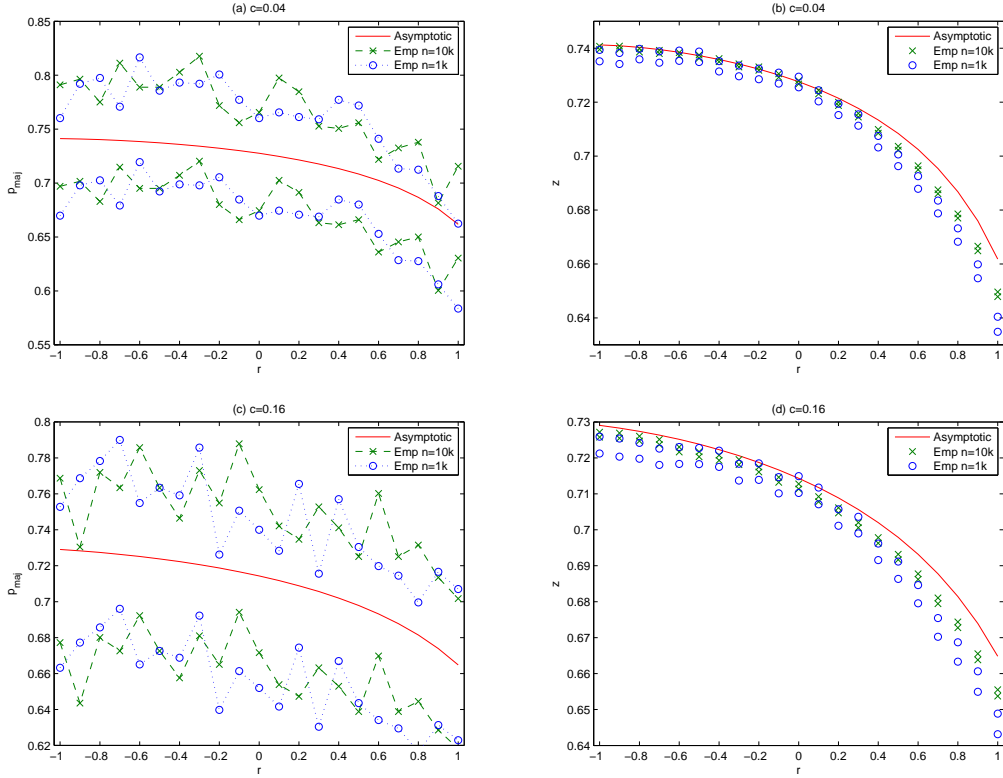 (a) c=0.04
0.85
0.8
0.75
0.7
0.65
0.6
0.55
p_maj
−1 −0.8 −0.6 −0.4 −0.2 0 0.2 0.4 0.6 0.8 1
r
Asymptotic
Emp n=10k
Emp n=1k
(b) c=0.04
0.74
0.72
0.7
0.68
0.66
0.64
z
−1 −0.8 −0.6 −0.4 −0.2 0 0.2 0.4 0.6 0.8 1
r
Asymptotic
Emp n=10k
Emp n=1k
(c) c=0.16
0.8
0.78
0.76
0.74
0.72
0.7
0.68
0.66
0.64
0.62
p_maj
−1 −0.8 −0.6 −0.4 −0.2 0 0.2 0.4 0.6 0.8 1
r
Asymptotic
Emp n=10k
Emp n=1k
(d) c=0.16
0.73
0.72
0.71
0.7
0.69
0.68
0.67
0.66
0.65
0.64
z
−1 −0.8 −0.6 −0.4 −0.2 0 0.2 0.4 0.6 0.8 1
r
Asymptotic
Emp n=10k
Emp n=1k